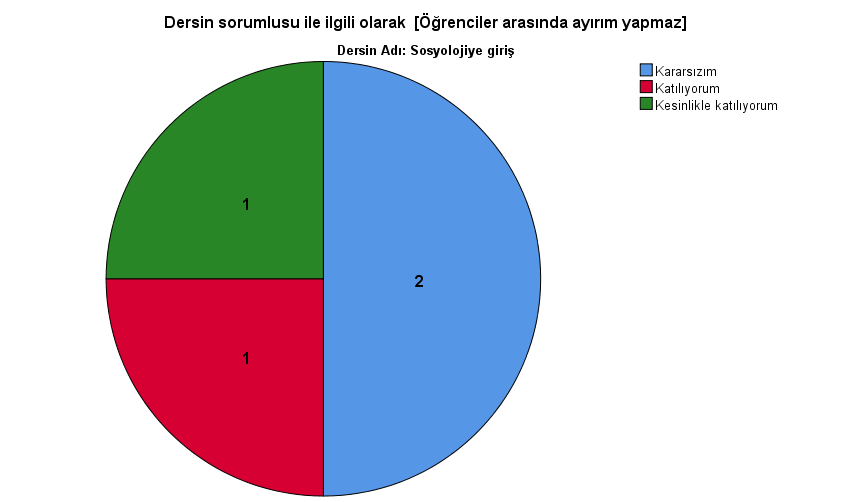 Dersin sorumlusu ile ilgili olarak  [Öğrenciler arasında ayırım yapmaz]
Dersin Adı: Sosyolojiye giriş
Kararsızım
Katılıyorum
Kesinlikle katılıyorum
1
2
1